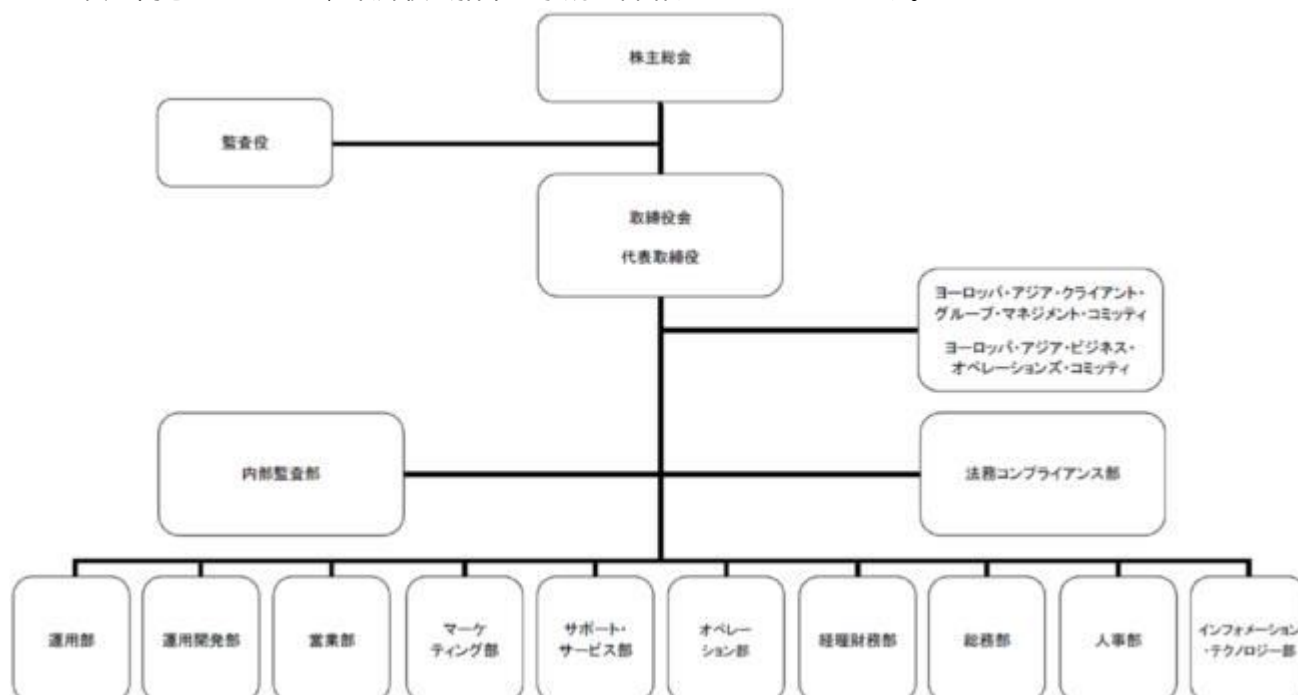 株主総会
監査役
取締役会
代表取締役
ヨーロッパ・アジア・クライアント・
グループ・マネジメント・コミッティ
ヨーロッパ・アジア・ビジネス・
オペレーションズ・コミッティ
内部監査部
法務コンプライアンス部
運用部
運用開発部
営業部
マーケ
ティング部
サポート・
サービス部
オペレー
ション部
経理財務部
総務部
人事部
インフォメーション
・テクノロジー部